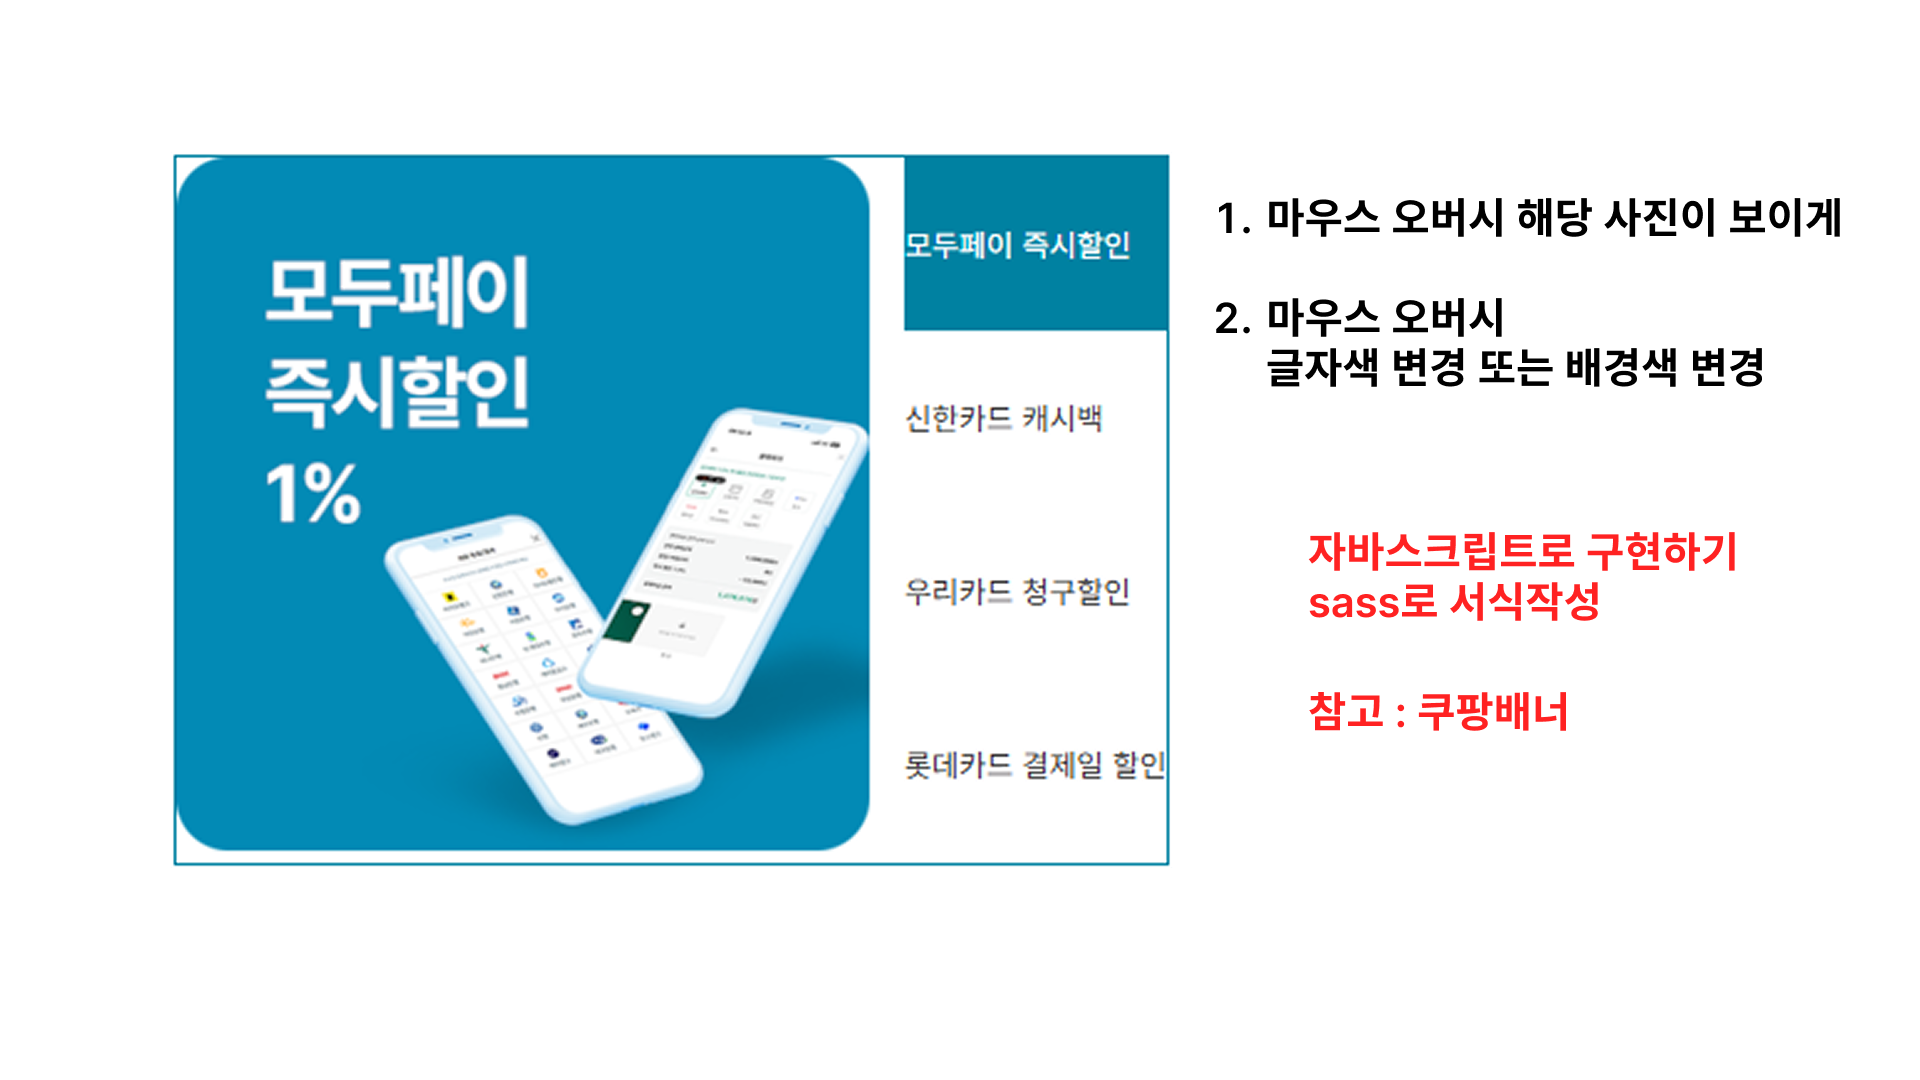 모두페이
즉시할인
1%
모두페이 즉시할인
신한카드 캐시백
우리카드 청구할인
롯데카드 결제일 할인
1. 마우스 오버시 해당 사진이 보이게
2. 마우스 오버시
글자색 변경 또는 배경색 변경
자바스크립트로 구현하기
sass로 서식작성
참고 : 쿠팡배너